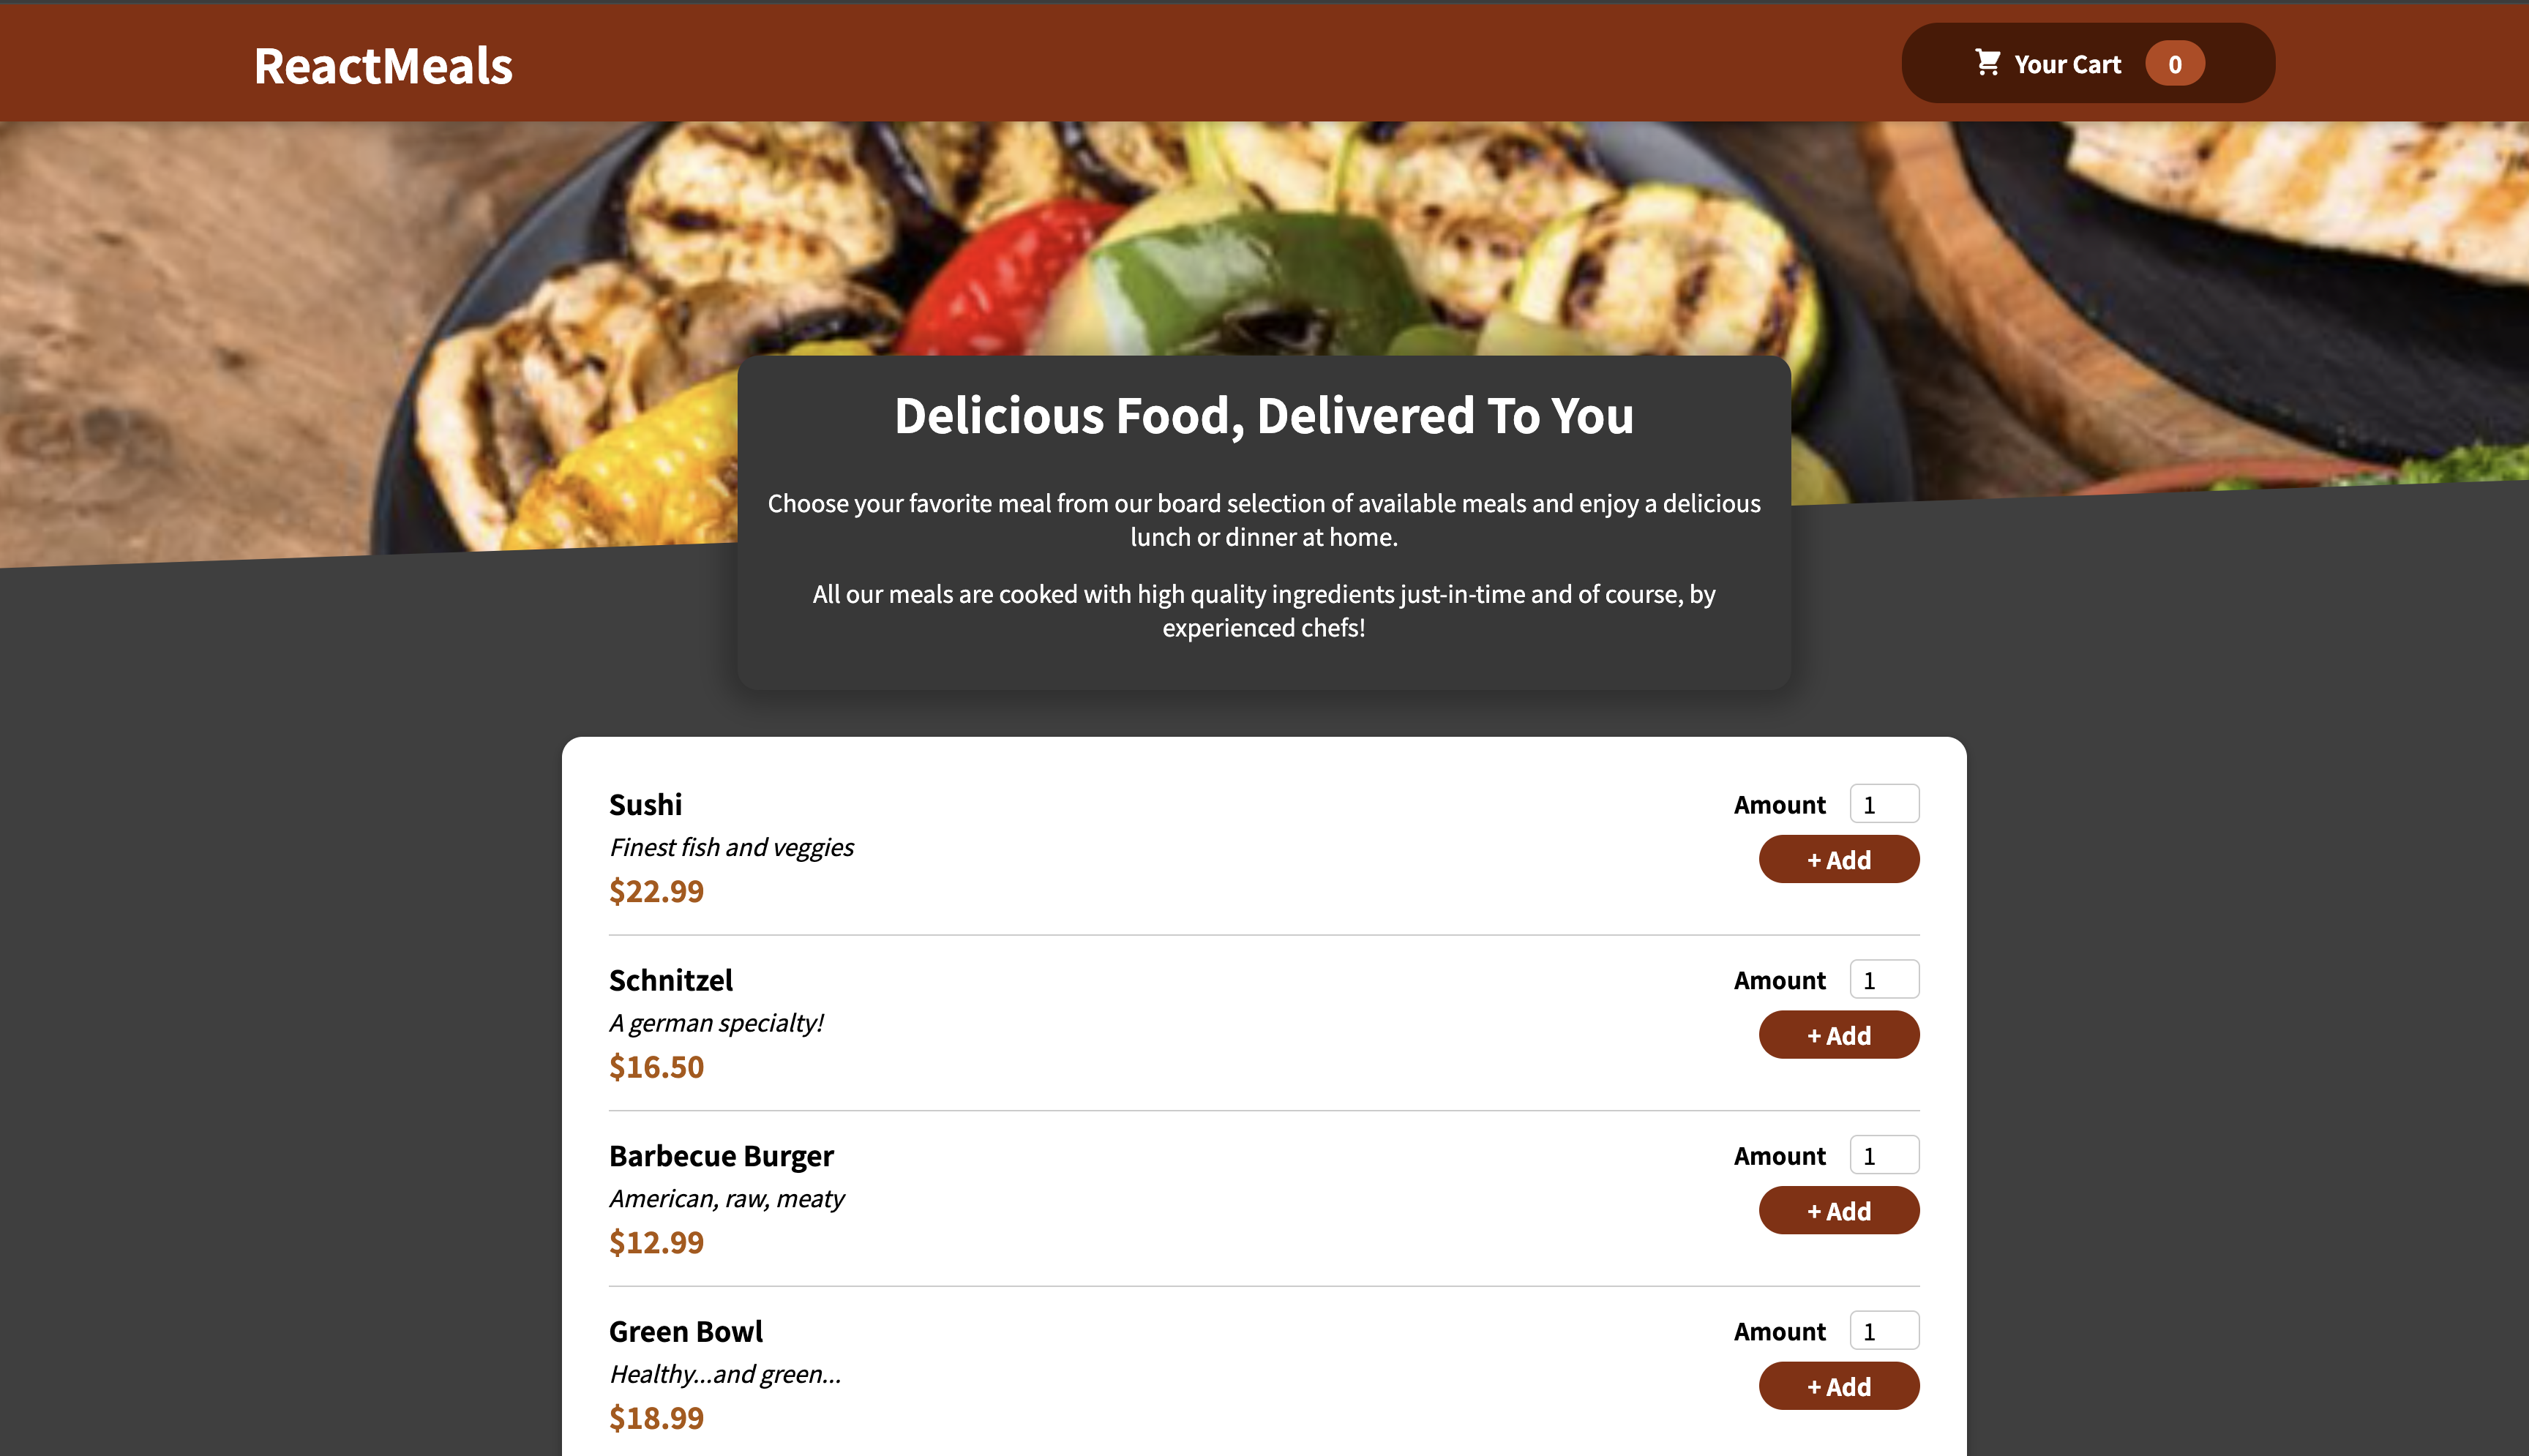 ReactMeals
Your Cart 0
Delicious Food, Delivered To You
Choose your favorite meal from our board selection of available meals and enjoy a delicious
lunch or dinner at home.
All our meals are cooked with high quality ingredients just-in-time and of course, by
experienced chefs!
Sushi
Finest fish and veggies
$22.99
Amount 1
+ Add
Schnitzel
A german specialty!
$16.50
Amount 1
+ Add
Barbecue Burger
American, raw, meaty
$12.99
Amount 1
+ Add
Green Bowl
Healthy...and green...
$18.99
Amount 1
+ Add